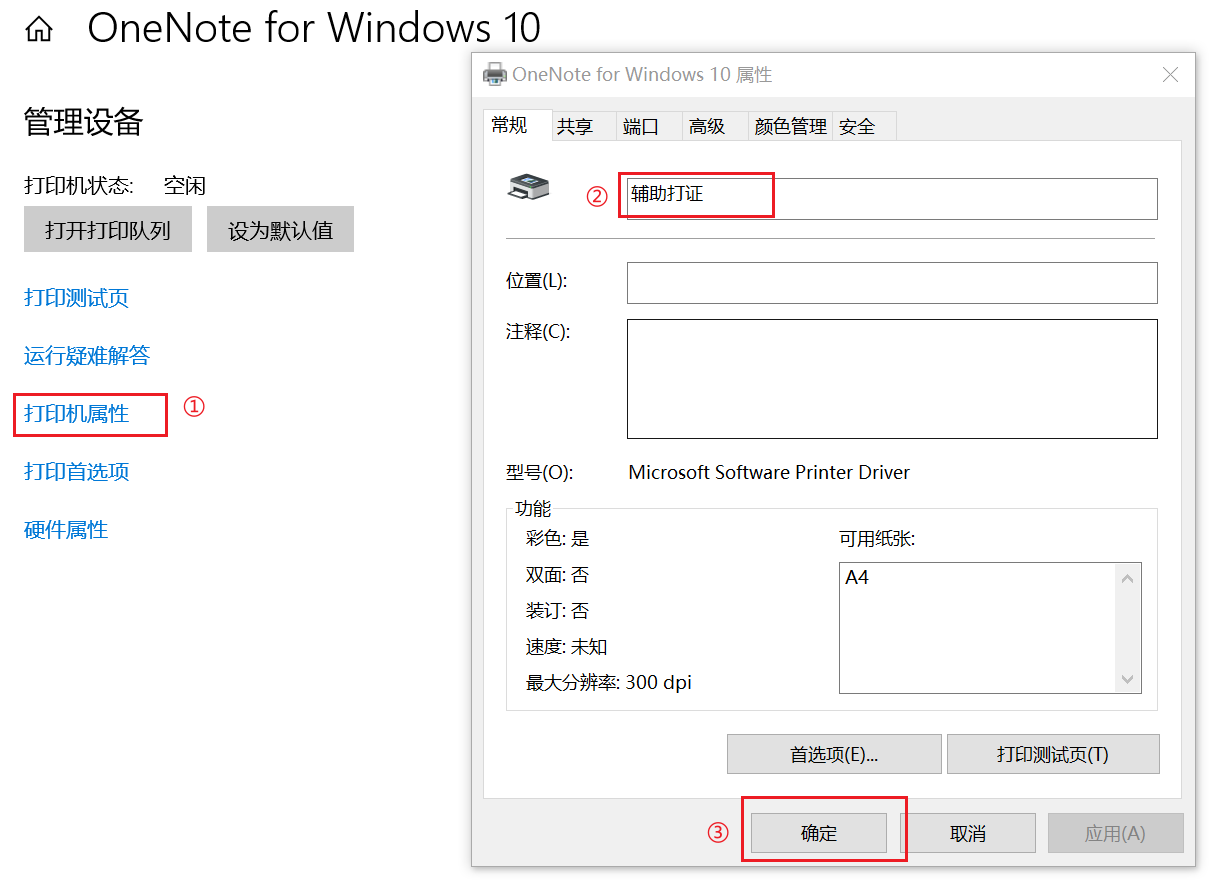 OneNote for Windows 10
管理设备
打印机状态: 空闲
打开打印队列 设为默认值
打印测试页
运行疑难解答
打印机属性 ①
打印首选项
硬件属性
OneNote for Windows 10 属性
常规 共享 端口 高级 颜色管理 安全
② 辅助打证
位置(L):
注释(C):
型号(O): Microsoft Software Printer Driver
功能
彩色: 是
双面: 否
装订: 否
速度: 未知
最大分辨率: 300 dpi
可用纸张:
A4
首选项(E)... 打印测试页(T)
③ 确定 取消 应用(A)